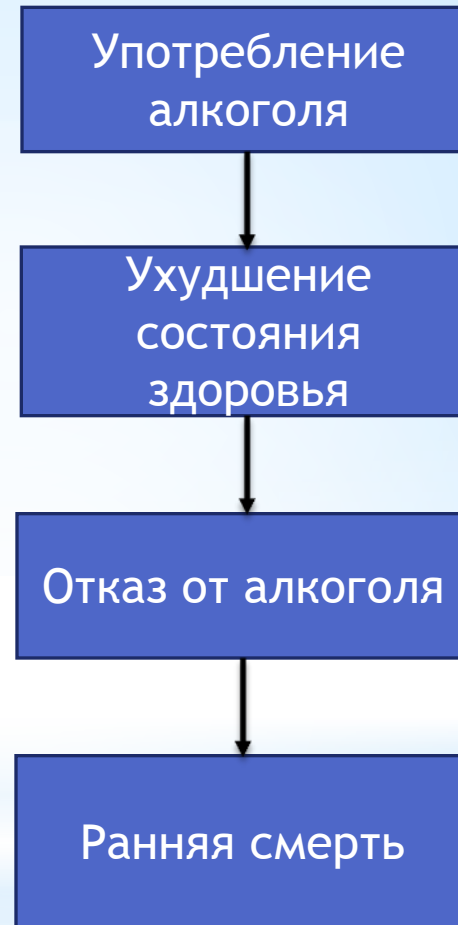 Употребление
алкоголя
Ухудшение
состояния
здоровья
Отказ от алкоголя
Ранняя смерть